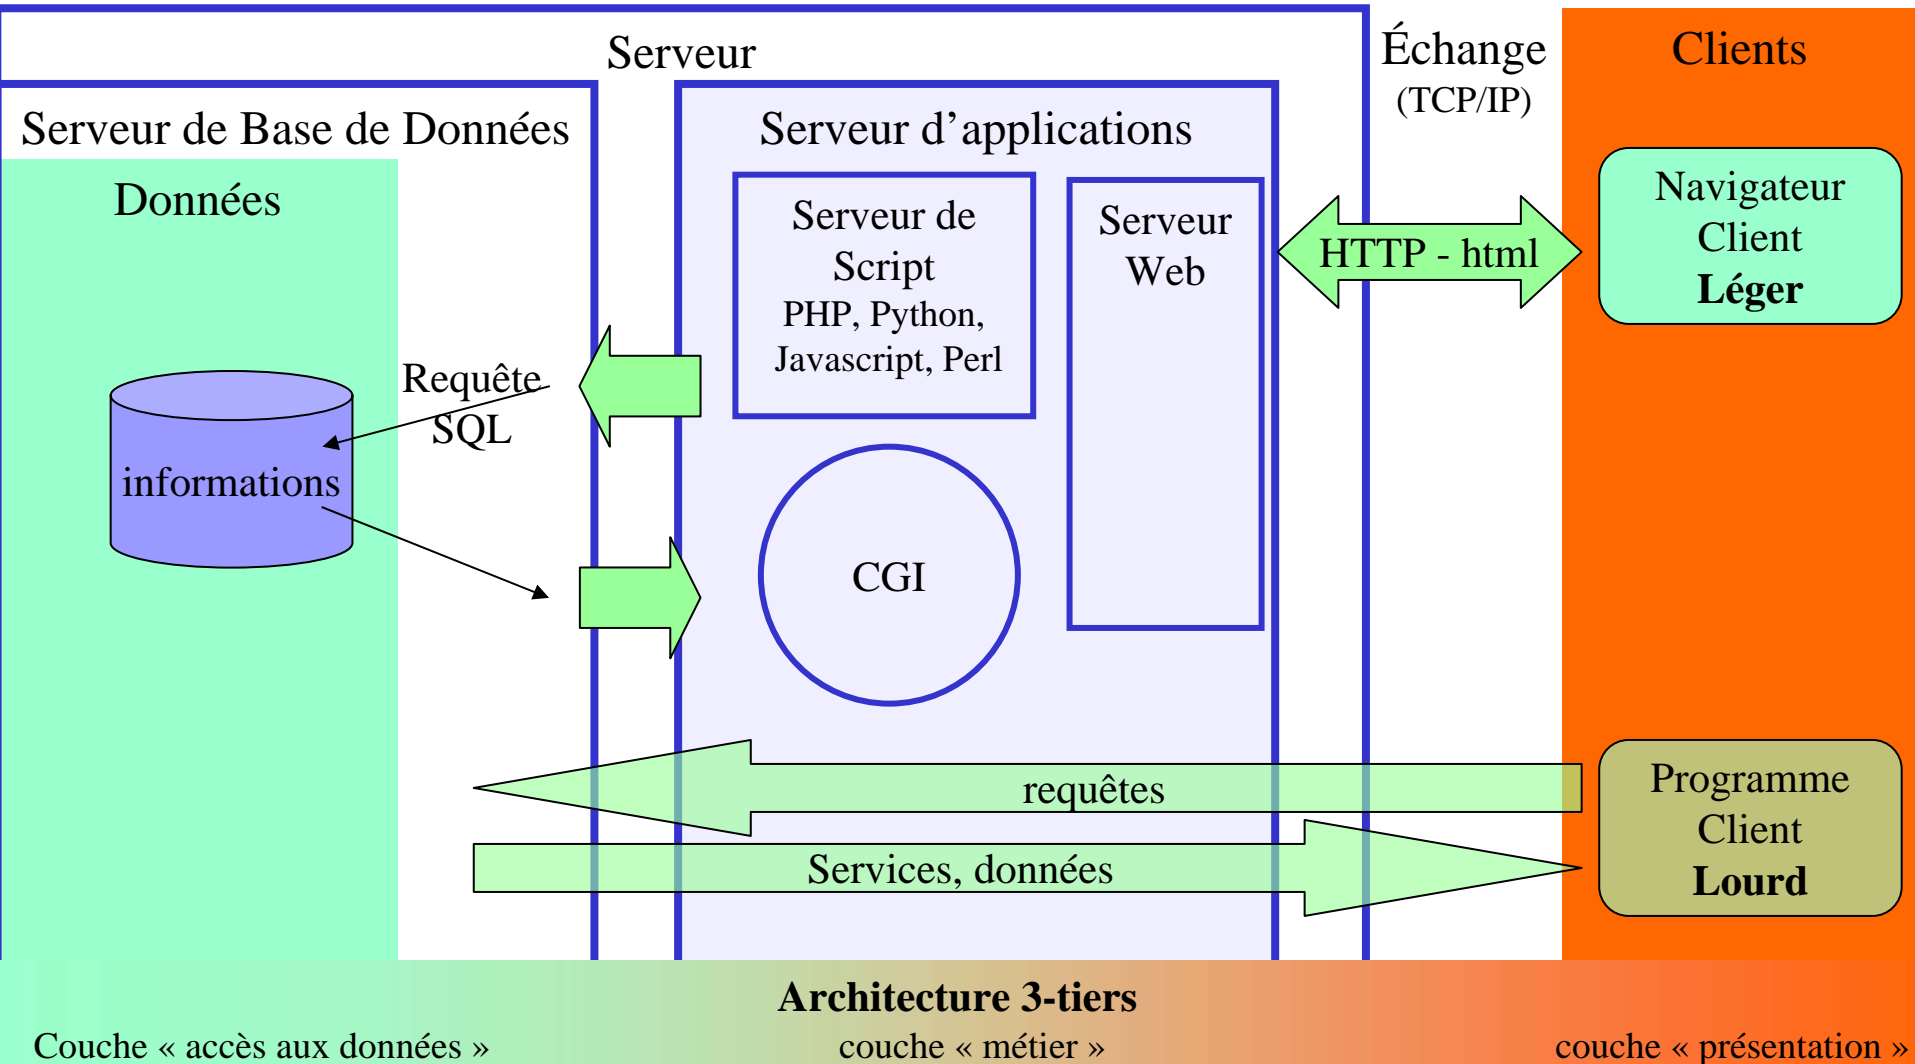 Serveur
Échange
(TCP/IP)
Clients
Serveur de Base de Données
Données
informations
Requête
SQL
Serveur d’applications
Serveur de
Script
PHP, Python,
Javascript, Perl
Serveur
Web
CGI
HTTP - html
Navigateur
Client
Léger
requêtes
Services, données
Programme
Client
Lourd
Architecture 3-tiers
Couche « accès aux données »
couche « métier »
couche « présentation »